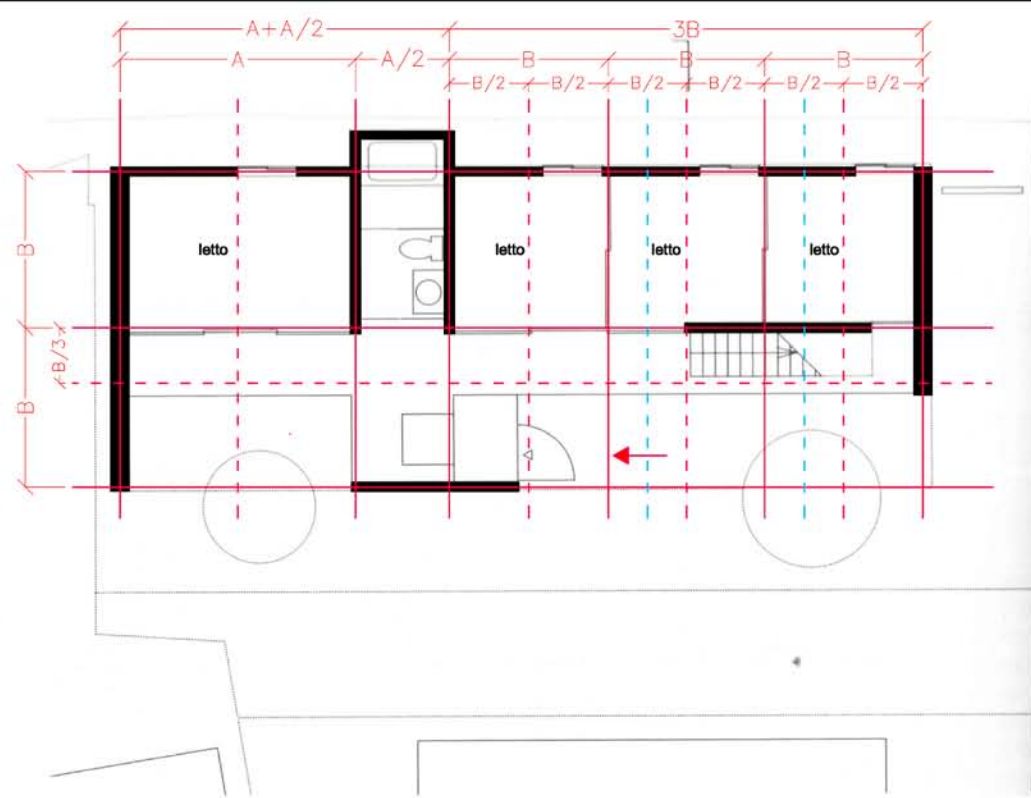 A+A/2 3B
A A/2 B B B
B/2 B/2 B/2 B/2 B/2 B/2
B
letto letto letto letto
B/3
B